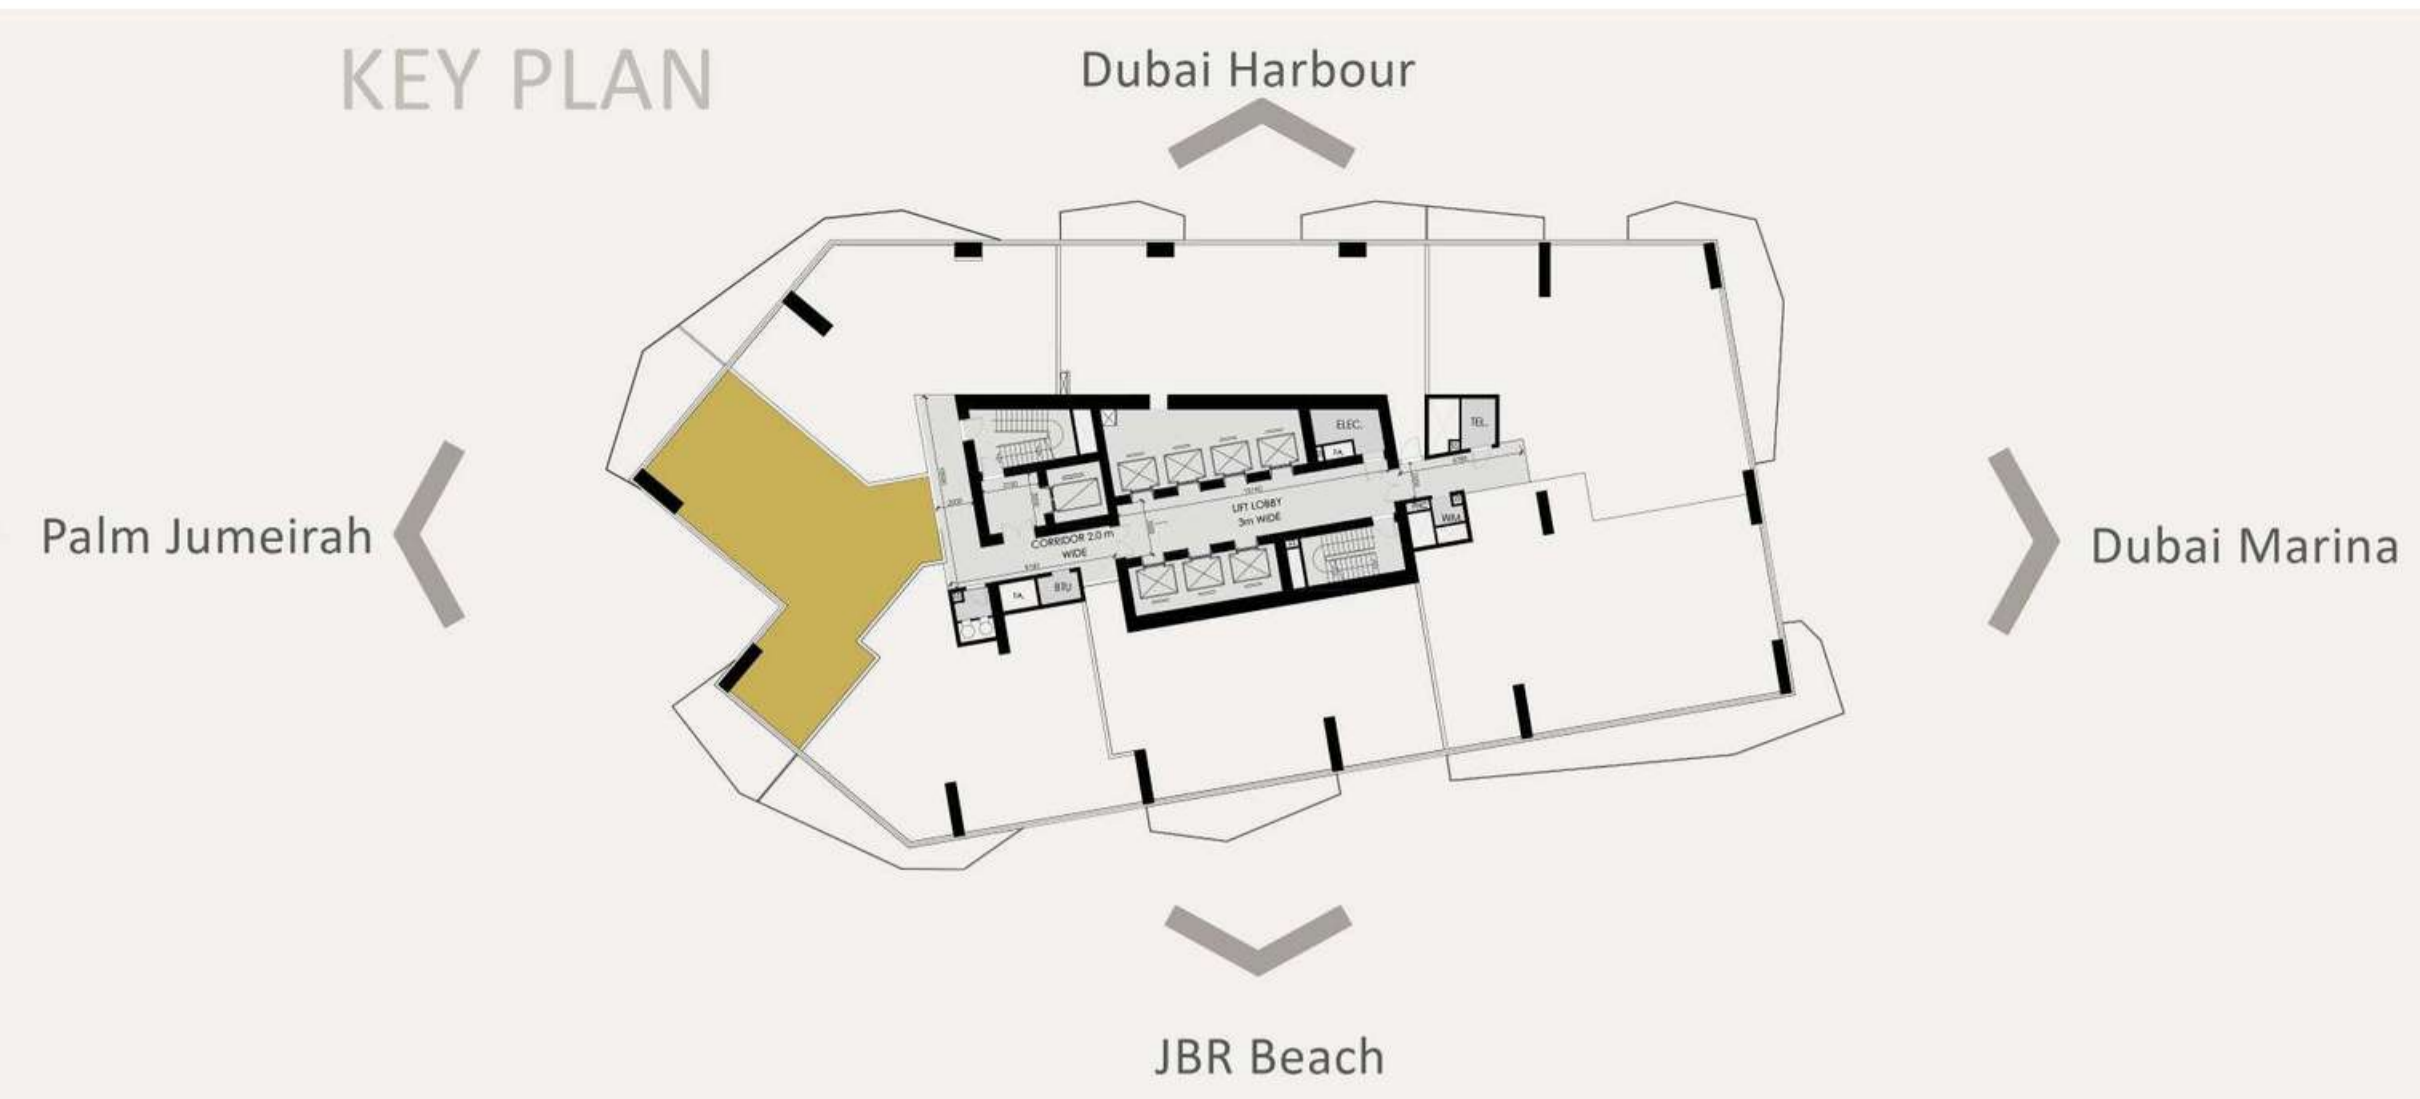 KEY PLAN
Dubai Harbour
Palm Jumeirah
Dubai Marina
ELEC.
TEL.
LIFT LOBBY
3m WIDE
CORRIDOR 2.0 m
WIDE
BTU
JBR Beach